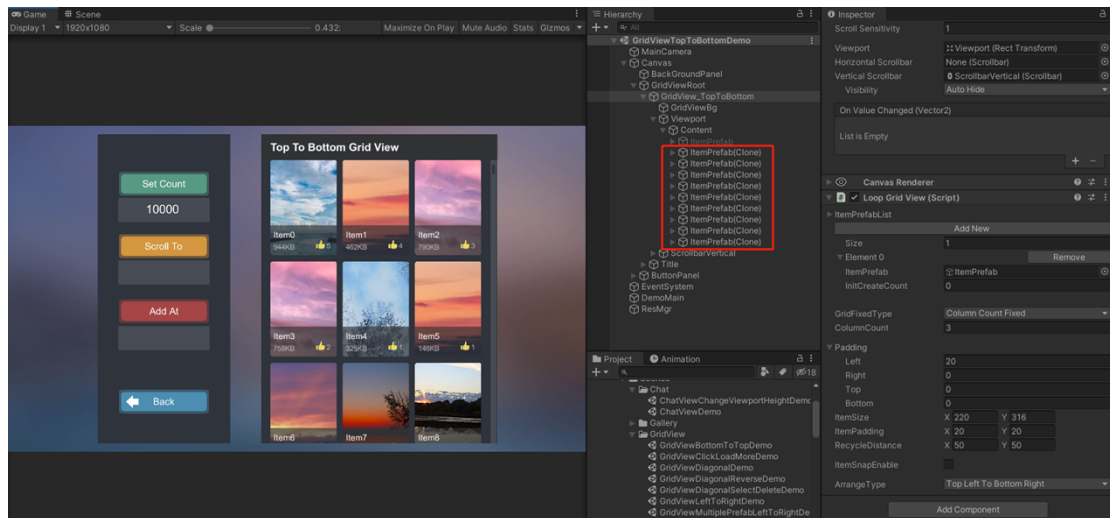 Game
Scene
Display 1
1920x1080
Scale
0.432:
Maximize On Play
Mute Audio
Stats
Gizmos
Set Count
10000
Scroll To
Add At
Back
Top To Bottom Grid View
Item0
944KB
5
Item1
462KB
4
Item2
790KB
3
Item3
758KB
2
Item4
325KB
1
Item5
146KB
1
Item6
Item7
Item8
Hierarchy
All
GridViewTopToBottomDemo
MainCamera
Canvas
BackGroundPanel
GridViewRoot
GridView_TopToBottom
GridViewBg
Viewport
Content
ItemPrefab
ItemPrefab(Clone)
ItemPrefab(Clone)
ItemPrefab(Clone)
ItemPrefab(Clone)
ItemPrefab(Clone)
ItemPrefab(Clone)
ItemPrefab(Clone)
ItemPrefab(Clone)
ItemPrefab(Clone)
ScrollbarVertical
Title
ButtonPanel
EventSystem
DemoMain
ResMgr
Project
Animation
18
Chat
ChatViewChangeViewportHeightDemo
ChatViewDemo
Gallery
GridView
GridViewBottomToTopDemo
GridViewClickLoadMoreDemo
GridViewDiagonalDemo
GridViewDiagonalReverseDemo
GridViewDiagonalSelectDeleteDemo
GridViewLeftToRightDemo
GridViewMultiplePrefabLeftToRightDe
Inspector
Scroll Sensitivity
1
Viewport
Viewport (Rect Transform)
Horizontal Scrollbar
None (Scrollbar)
Vertical Scrollbar
ScrollbarVertical (Scrollbar)
Visibility
Auto Hide
On Value Changed (Vector2)
List is Empty
Canvas Renderer
Loop Grid View (Script)
ItemPrefabList
Add New
Size
1
Element 0
Remove
ItemPrefab
ItemPrefab
InitCreateCount
0
GridFixedType
Column Count Fixed
ColumnCount
3
Padding
Left
20
Right
0
Top
0
Bottom
0
ItemSize
X 220
Y 316
ItemPadding
X 20
Y 20
RecycleDistance
X 50
Y 50
ItemSnapEnable
ArrangeType
Top Left To Bottom Right
Add Component